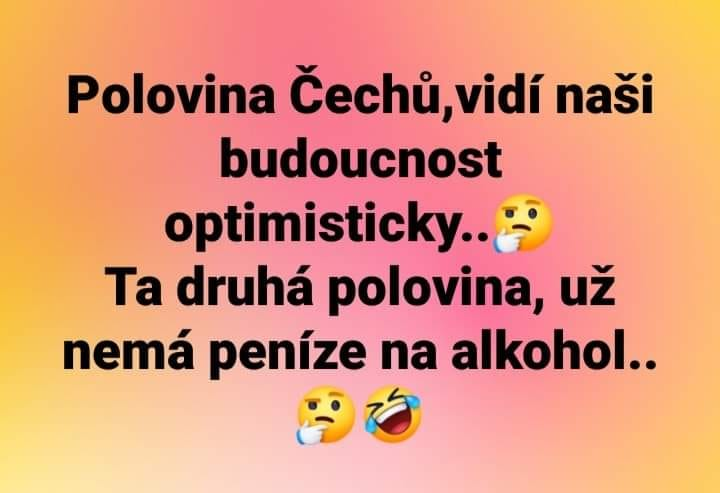 Polovina Čechů,vidí naši
budoucnost
optimisticky..🤔
Ta druhá polovina, už
nemá peníze na alkohol..
🤔🤣